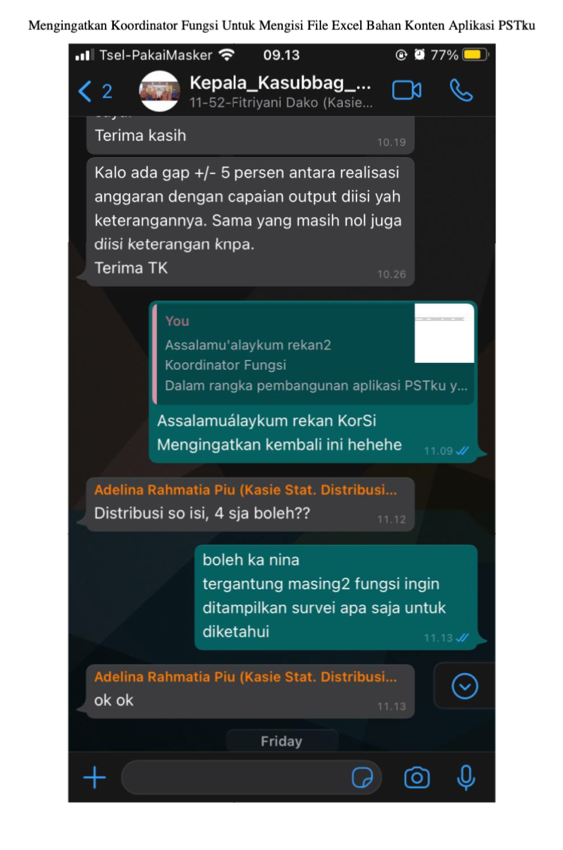 Mengingatkan Koordinator Fungsi Untuk Mengisi File Excel Bahan Konten Aplikasi PSTku
Tsel-PakaiMasker 09.13 77%
2 Kepala_Kasubbag_...
11-52-Fitriyani Dako (Kasie...
Terima kasih
10.19
Kalo ada gap +/- 5 persen antara realisasi
anggaran dengan capaian output diisi yah
keterangannya. Sama yang masih nol juga
diisi keterangan knpa.
Terima TK
10.26
You
Assalamu'alaykum rekan2
Koordinator Fungsi
Dalam rangka pembangunan aplikasi PSTku y...
Assalamuálaykum rekan KorSi
Mengingatkan kembali ini hehehe
11.09
Adelina Rahmatia Piu (Kasie Stat. Distribusi...
Distribusi so isi, 4 sja boleh??
11.12
boleh ka nina
tergantung masing2 fungsi ingin
ditampilkan survei apa saja untuk
diketahui
11.13
Adelina Rahmatia Piu (Kasie Stat. Distribusi...
ok ok
11.13
Friday